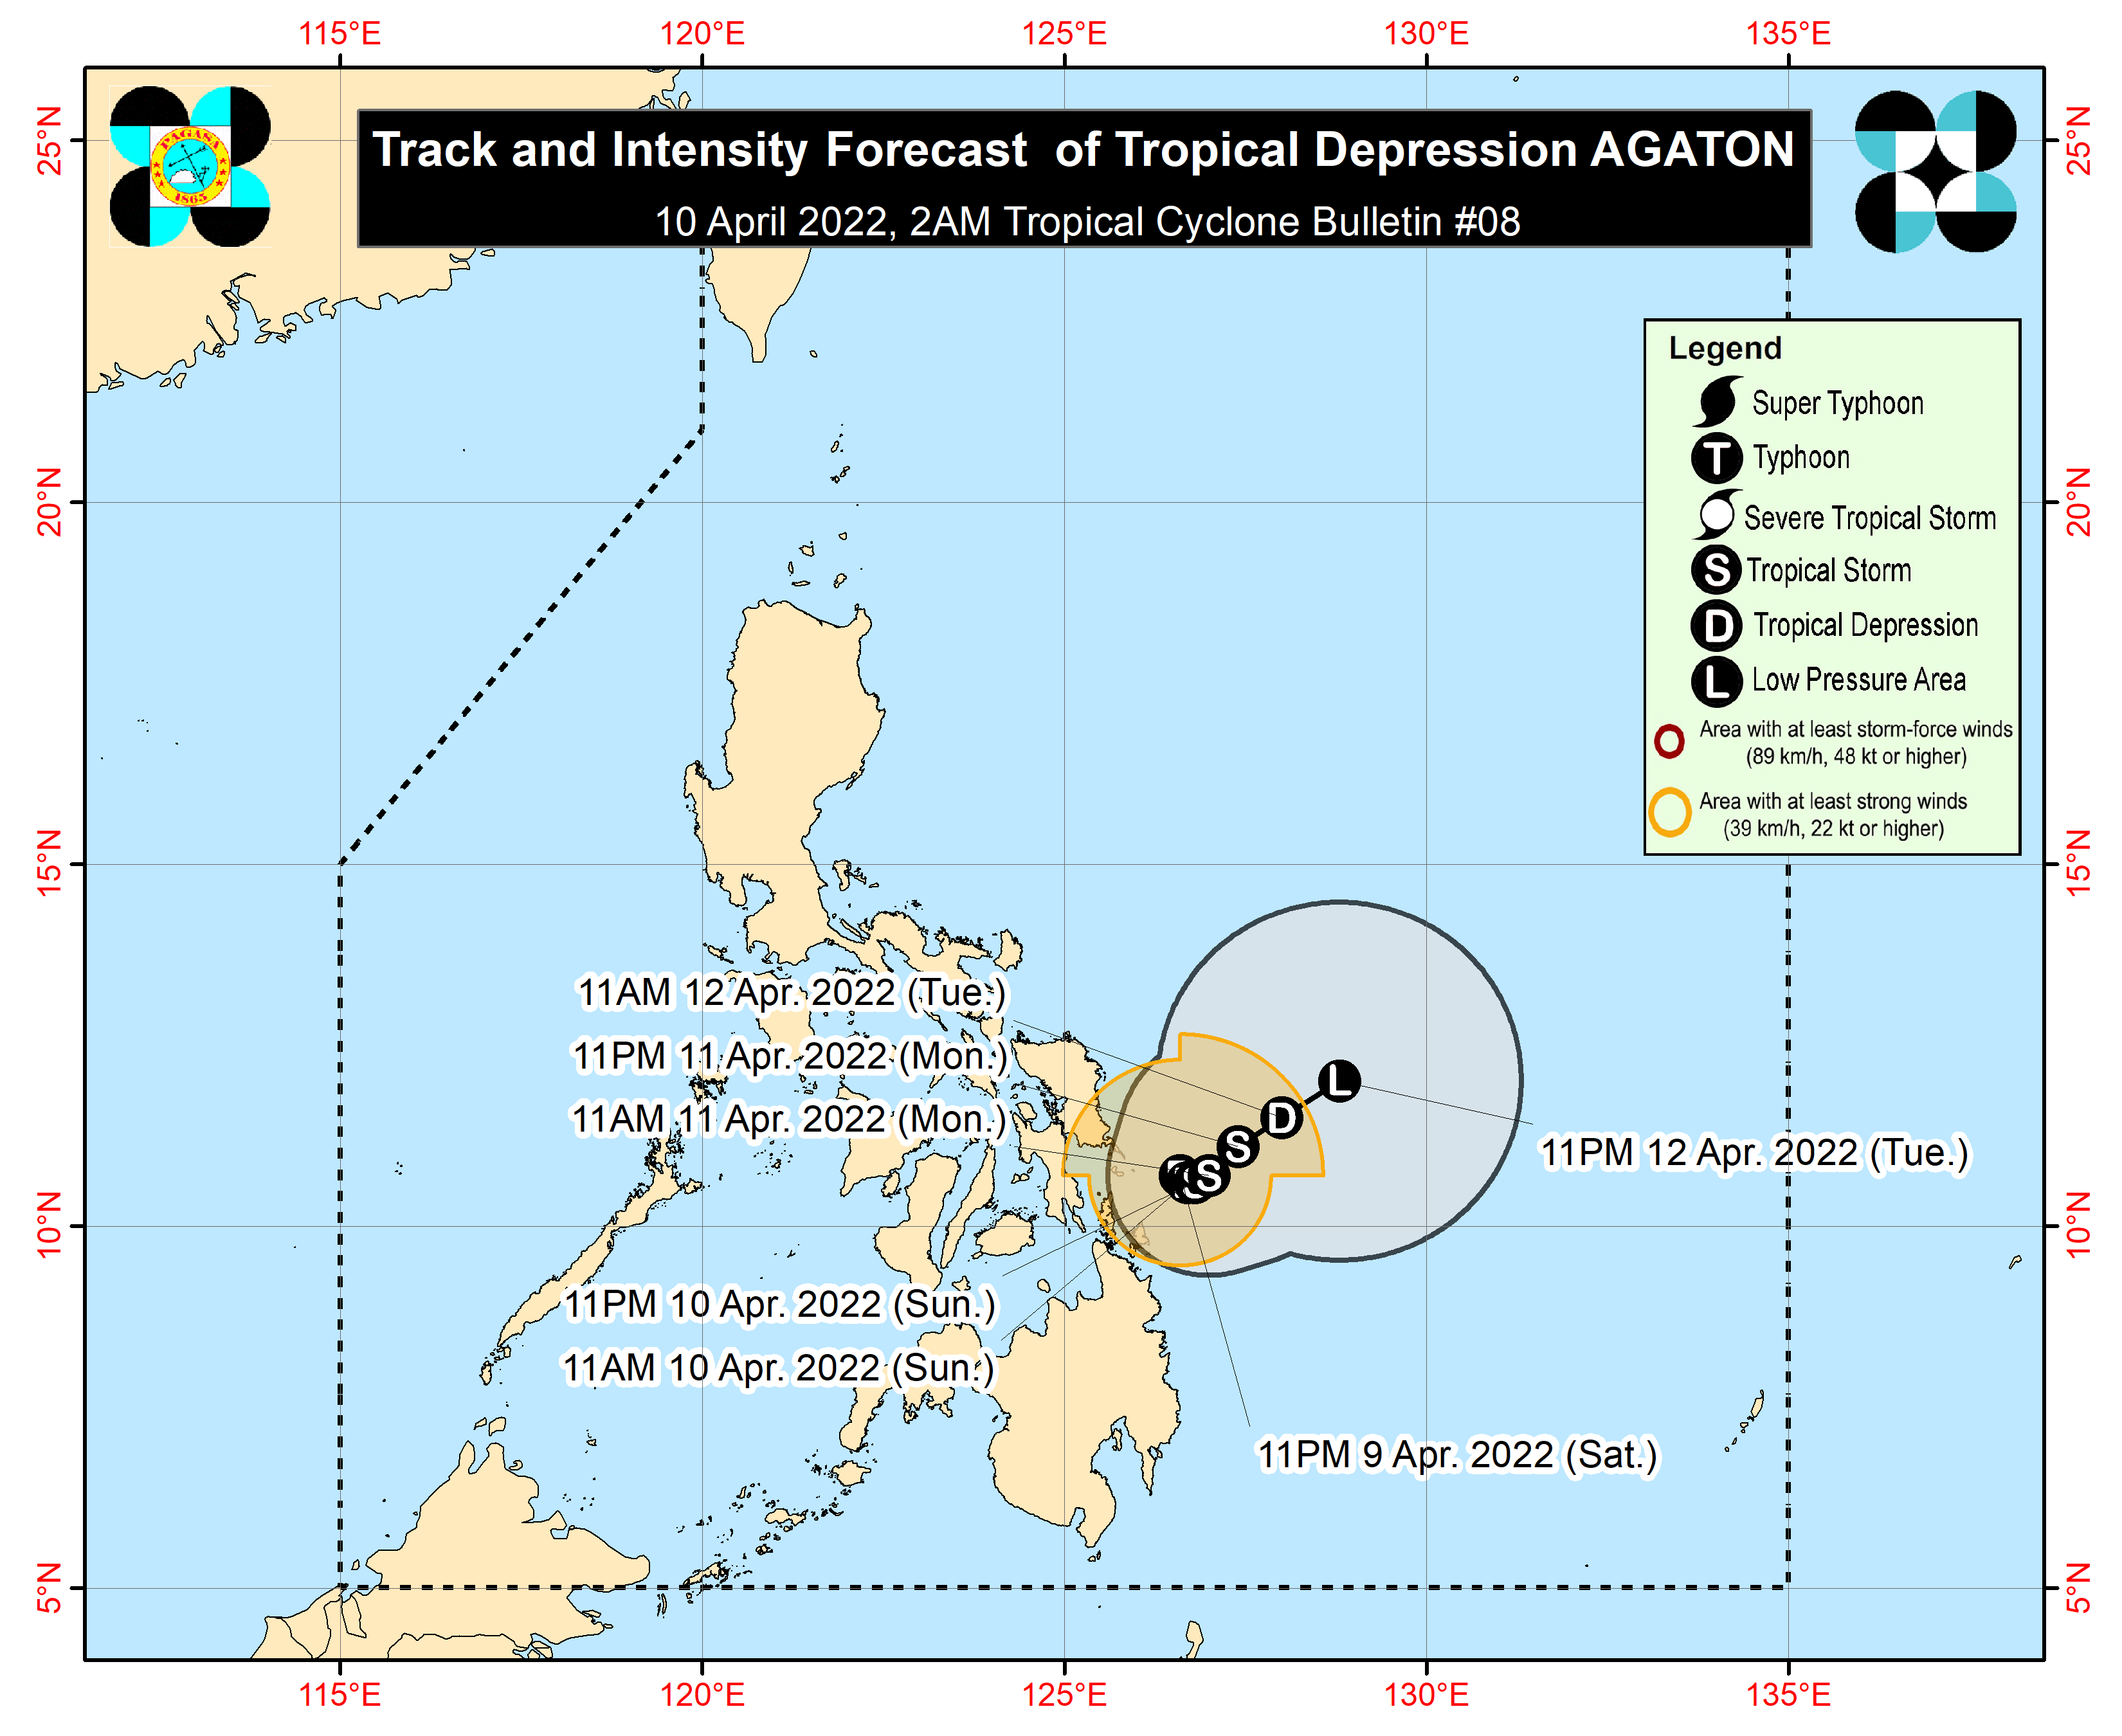 115°E 120°E 125°E 130°E 135°E
Track and Intensity Forecast of Tropical Depression AGATON
10 April 2022, 2AM Tropical Cyclone Bulletin #08
PAGASA
1865
25°N 25°N
Legend
Super Typhoon
T Typhoon
Severe Tropical Storm
S Tropical Storm
D Tropical Depression
L Low Pressure Area
Area with at least storm-force winds
(89 km/h, 48 kt or higher)
Area with at least strong winds
(39 km/h, 22 kt or higher)
20°N 20°N
15°N 15°N
11AM 12 Apr. 2022 (Tue.)
11PM 11 Apr. 2022 (Mon.)
L
11AM 11 Apr. 2022 (Mon.)
D
S
11PM 12 Apr. 2022 (Tue.)
S
10°N 10°N
11PM 10 Apr. 2022 (Sun.)
11AM 10 Apr. 2022 (Sun.)
11PM 9 Apr. 2022 (Sat.)
5°N 5°N
115°E 120°E 125°E 130°E 135°E